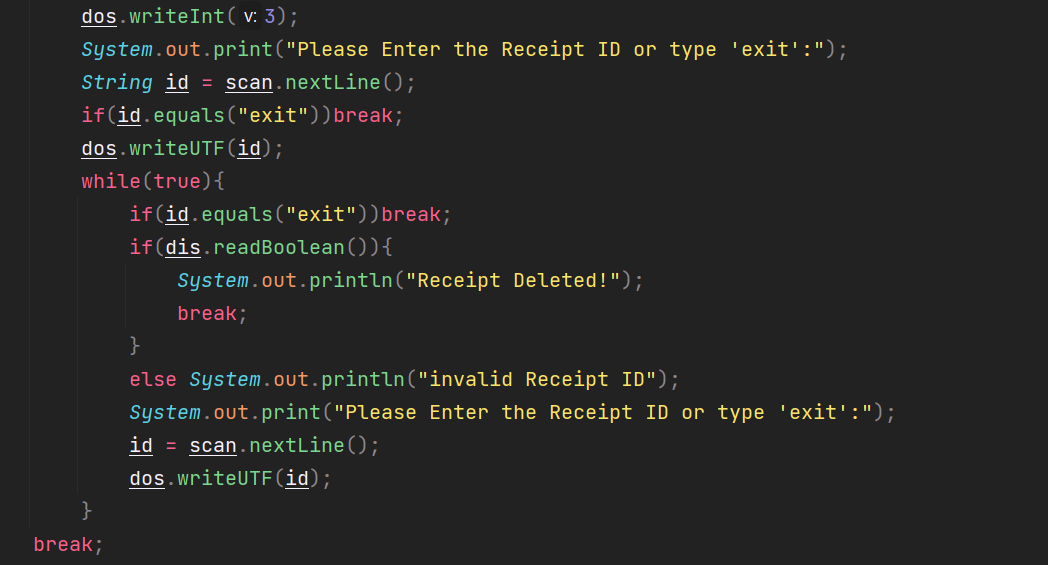 dos.writeInt( v: 3);
System.out.print("Please Enter the Receipt ID or type 'exit':");
String id = scan.nextLine();
if(id.equals("exit"))break;
dos.writeUTF(id);
while(true){
if(id.equals("exit"))break;
if(dis.readBoolean()){
System.out.println("Receipt Deleted!");
break;
}
else System.out.println("invalid Receipt ID");
System.out.print("Please Enter the Receipt ID or type 'exit':");
id = scan.nextLine();
dos.writeUTF(id);
}
break;